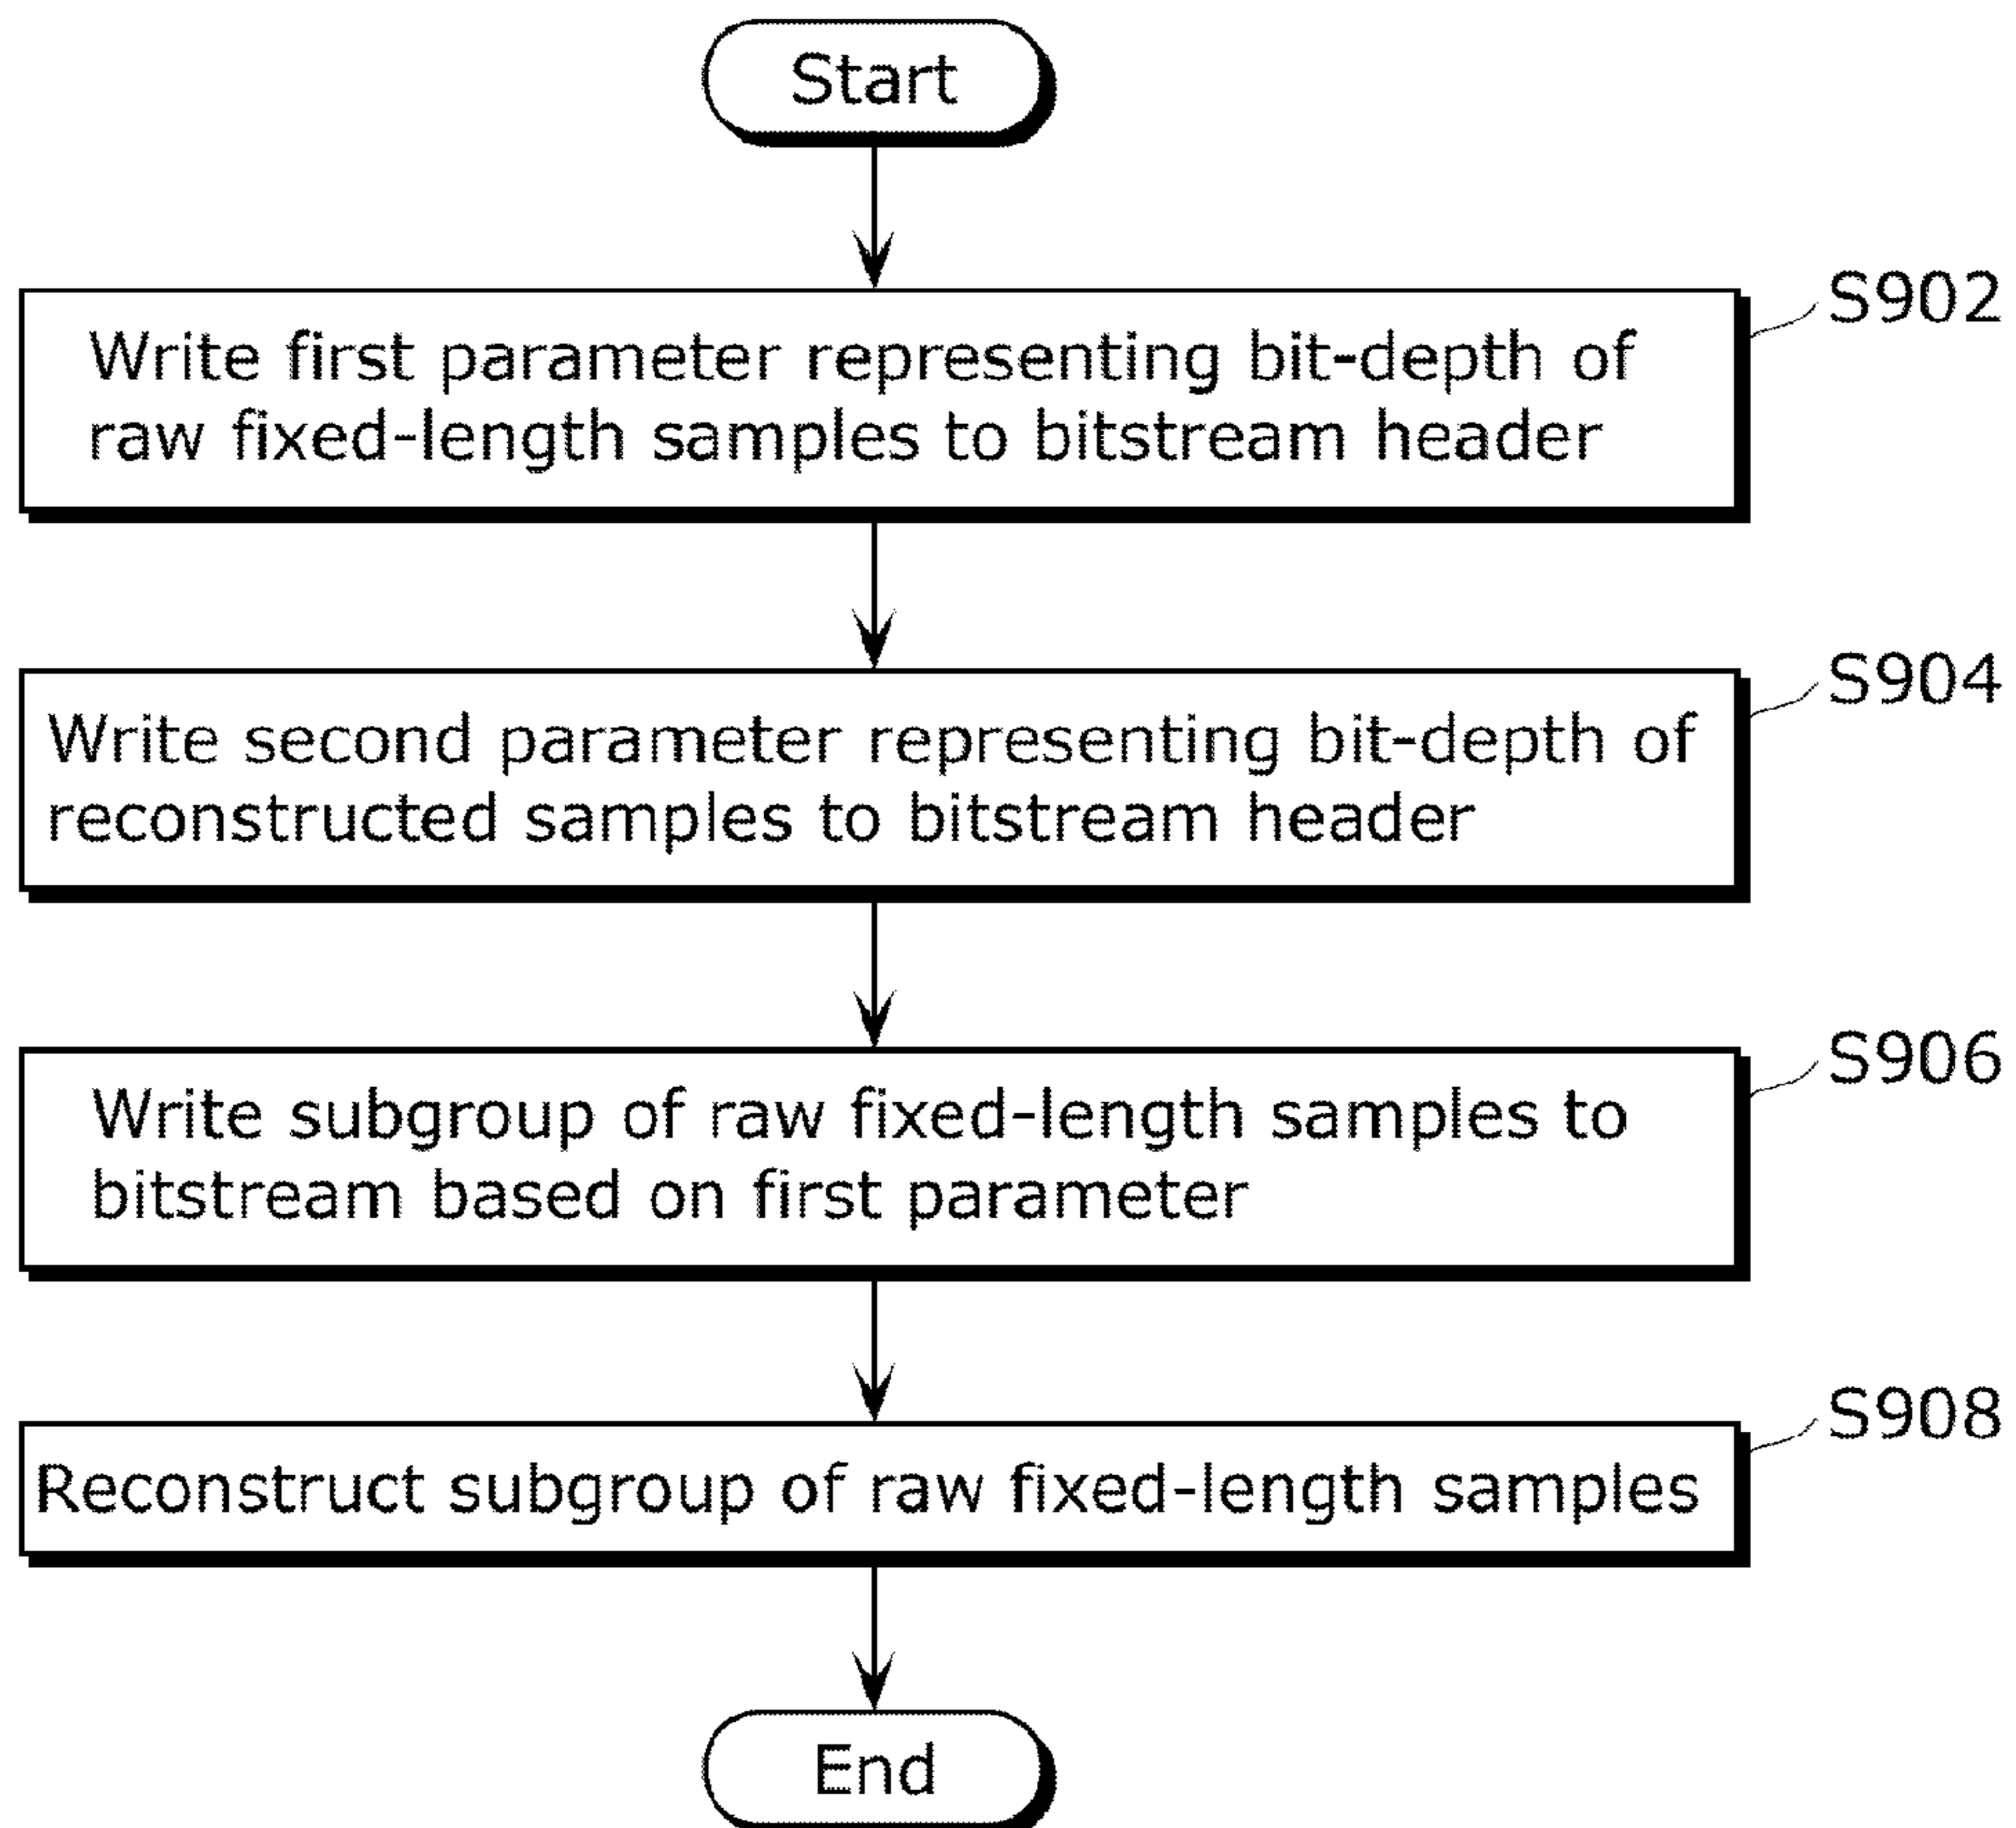 Start
S902
Write first parameter representing bit-depth of
raw fixed-length samples to bitstream header
S904
Write second parameter representing bit-depth of
reconstructed samples to bitstream header
S906
Write subgroup of raw fixed-length samples to
bitstream based on first parameter
S908
Reconstruct subgroup of raw fixed-length samples
End